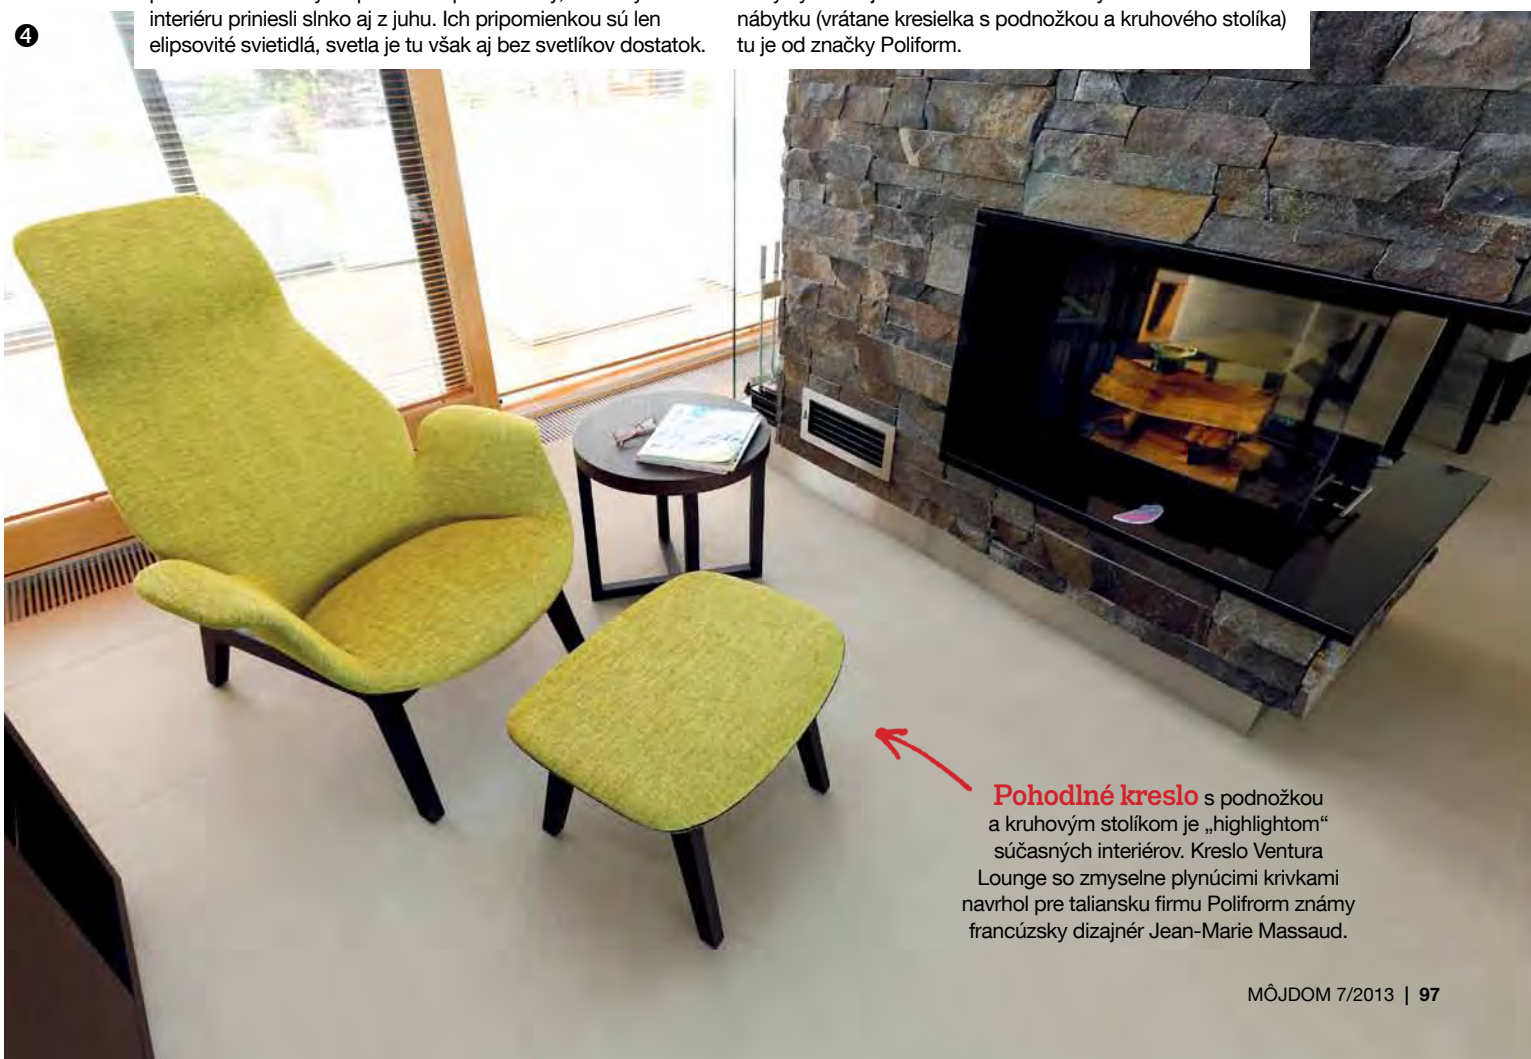 interiéru priniesli slnko aj z juhu. Ich pripomienkou sú len
elipsovité svietidlá, svetla je tu však aj bez svetlíkov dostatok.
nábytku (vrátane kresielka s podnožkou a kruhového stolíka)
tu je od značky Poliform.
4
Pohodlné kreslo s podnožkou
a kruhovým stolíkom je „highlightom“
súčasných interiérov. Kreslo Ventura
Lounge so zmyselne plynúcimi krivkami
navrhol pre taliansku firmu Polifrorm známy
francúzsky dizajnér Jean-Marie Massaud.
MÔJDOM 7/2013 | 97